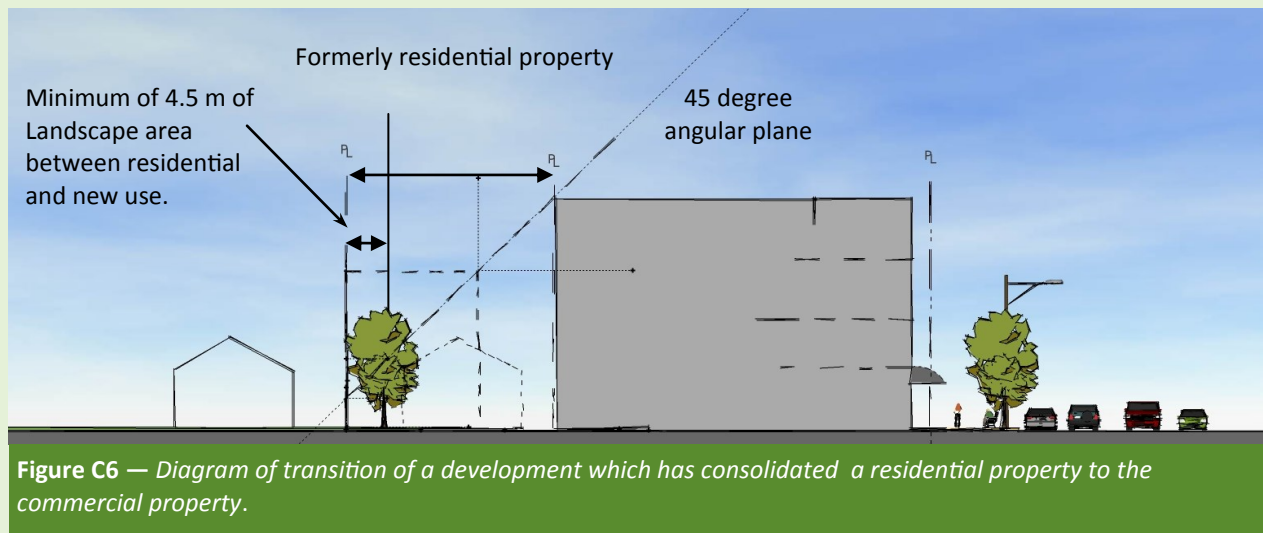 Formerly residential property
Minimum of 4.5 m of
Landscape area
between residential
and new use.
45 degree
angular plane
PL
PL
PL
Figure C6 — Diagram of transition of a development which has consolidated a residential property to the
commercial property.